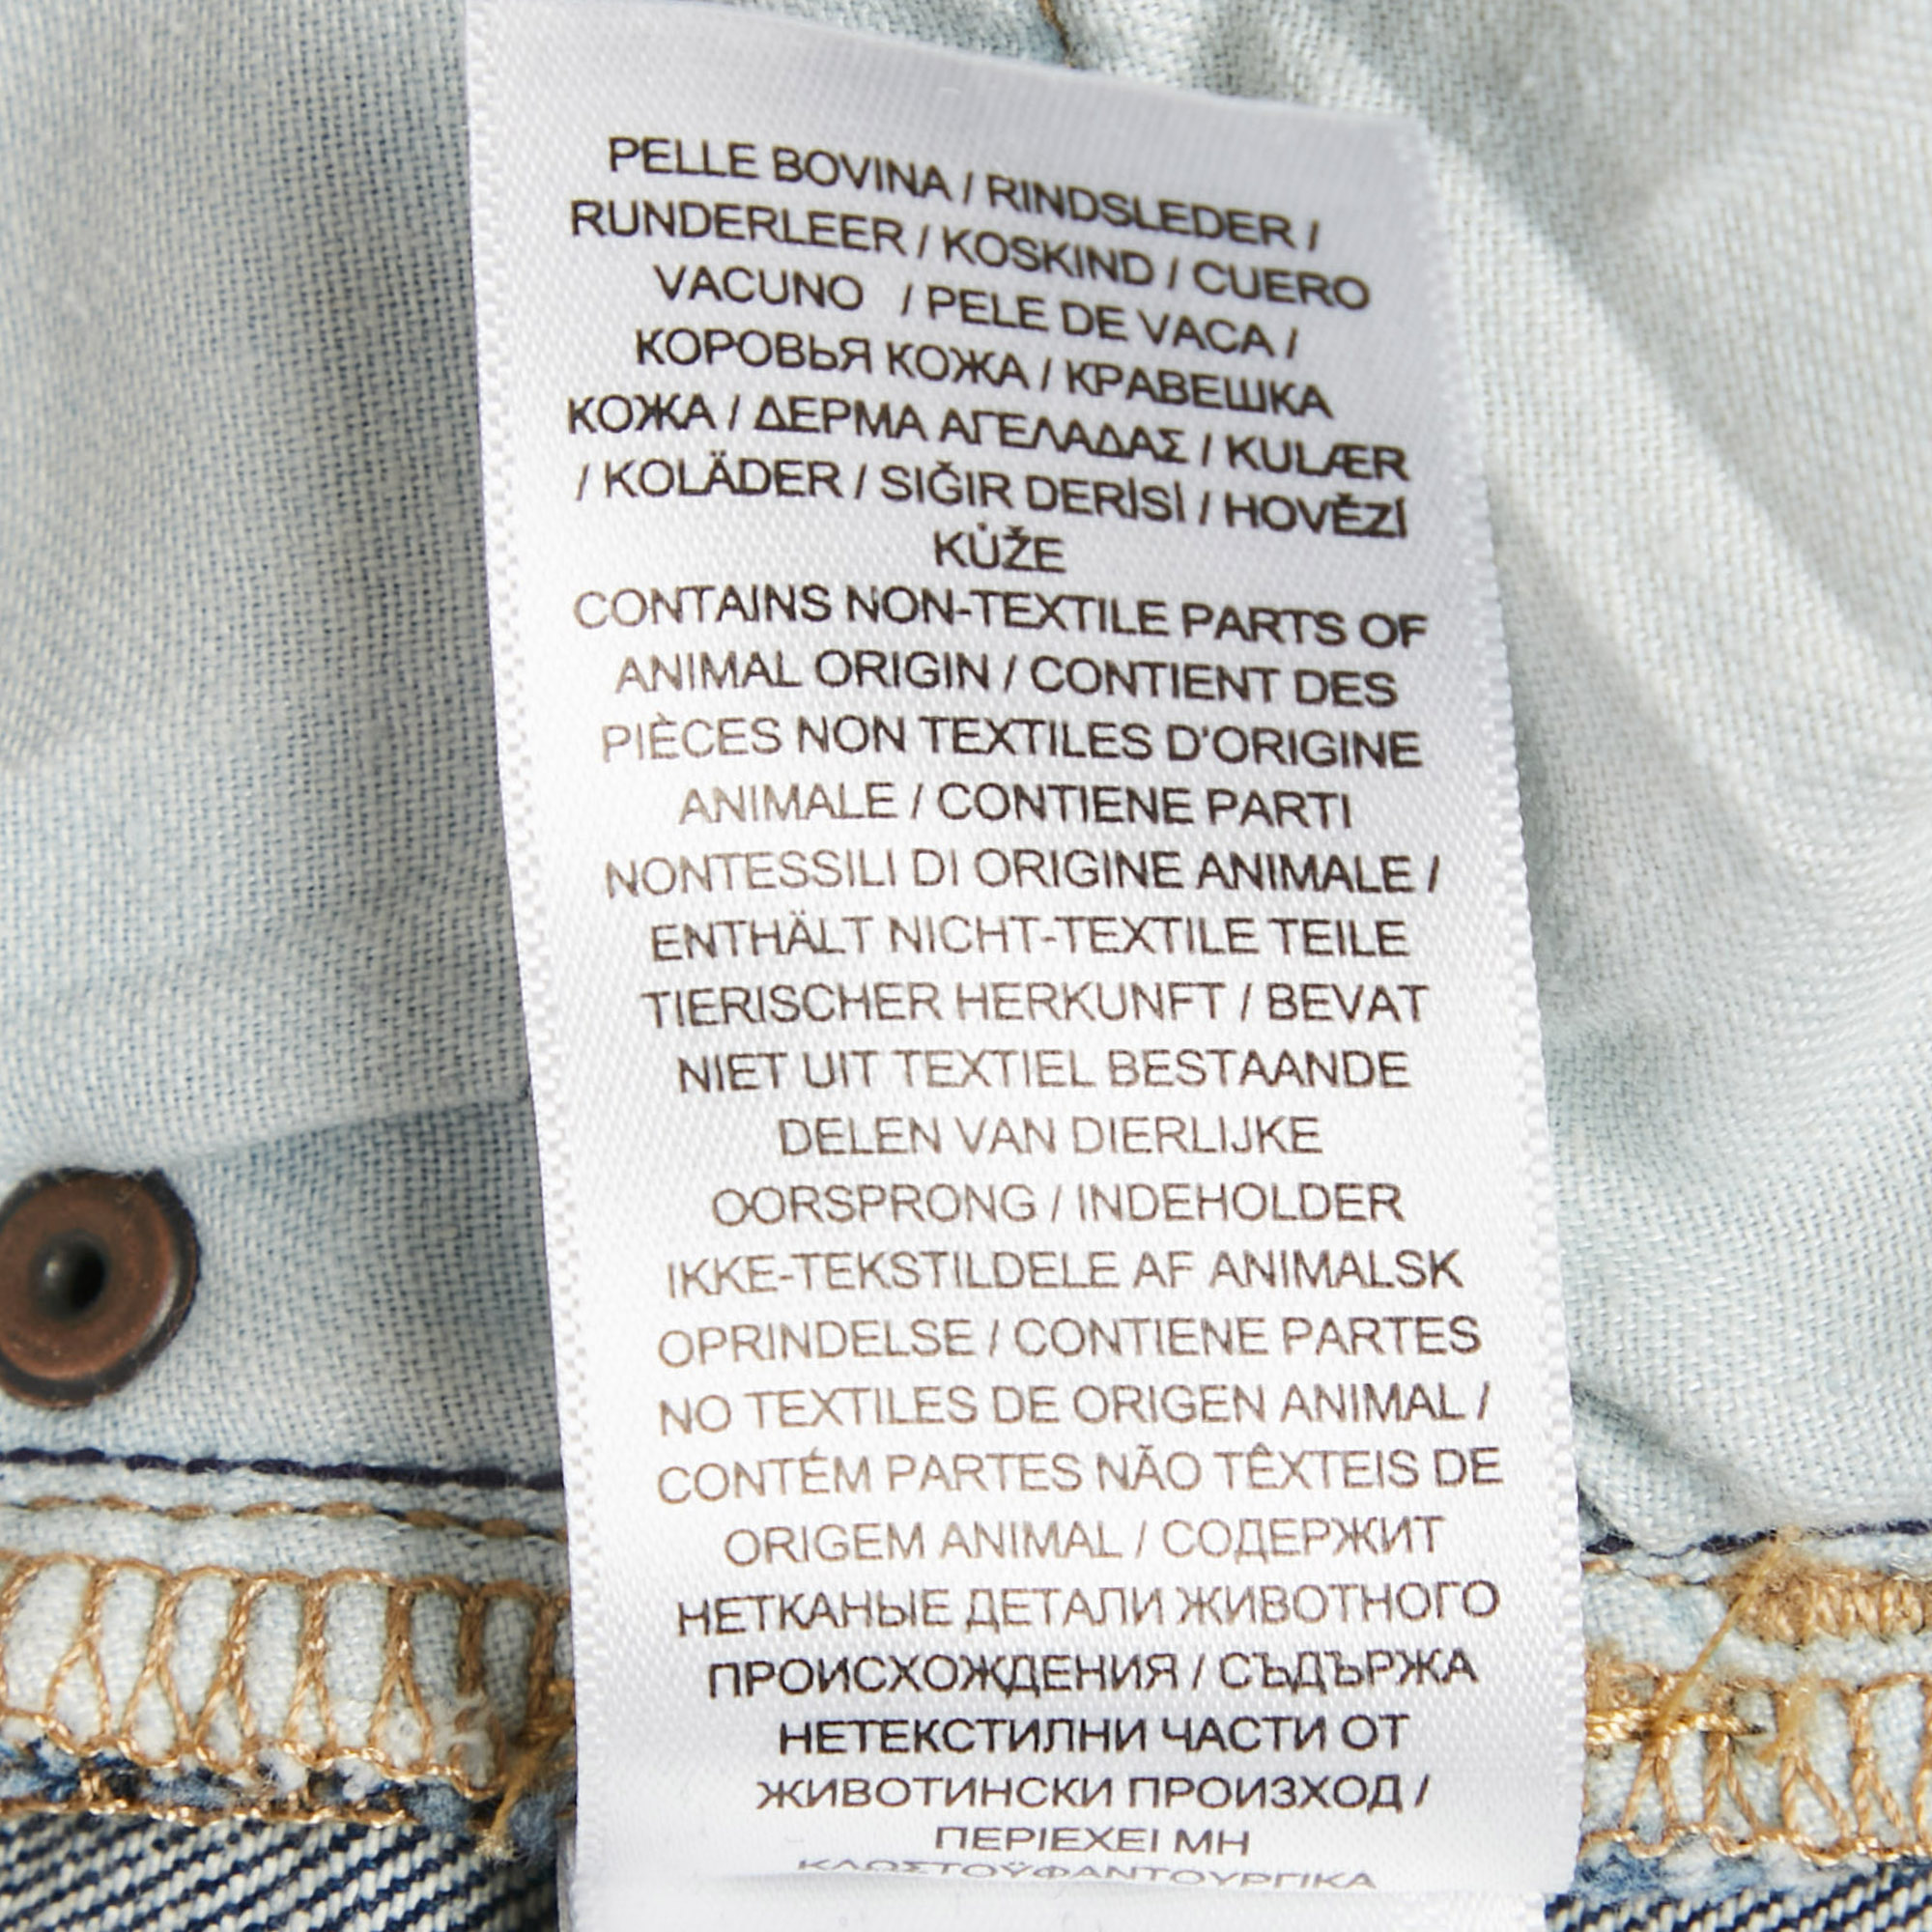 PELLE BOVINA / RINDSLEDER /
RUNDERLEER / KOSKIND / CUERO
VACUNO / PELE DE VACA /
КОРОВЬЯ КОЖА / КРАВЕШКА
КОЖА / ΔΕΡΜΑ ΑΓΕΛΑΔΑΣ / KULÆR
/ KOLÄDER / SIĞIR DERİSİ / HOVĚZÍ
KŮŽE
CONTAINS NON-TEXTILE PARTS OF
ANIMAL ORIGIN / CONTIENT DES
PIÈCES NON TEXTILES D'ORIGINE
ANIMALE / CONTIENE PARTI
NONTESSILI DI ORIGINE ANIMALE /
ENTHÄLT NICHT-TEXTILE TEILE
TIERISCHER HERKUNFT / BEVAT
NIET UIT TEXTIEL BESTAANDE
DELEN VAN DIERLIJKE
OORSPRONG / INDEHOLDER
IKKE-TEKSTILDELE AF ANIMALSK
OPRINDELSE / CONTIENE PARTES
NO TEXTILES DE ORIGEN ANIMAL /
CONTÉM PARTES NÃO TÊXTEIS DE
ORIGEM ANIMAL / СОДЕРЖИТ
НЕТКАНЫЕ ДЕТАЛИ ЖИВОТНОГО
ПРОИСХОЖДЕНИЯ / СЪДЪРЖА
НЕТЕКСТИЛНИ ЧАСТИ ОТ
ЖИВОТИНСКИ ПРОИЗХОД /
ΠΕΡΙΕΧΕΙ ΜΗ
ΚΛΩΣΤΟΫΦΑΝΤΟΥΡΓΙΚΑ